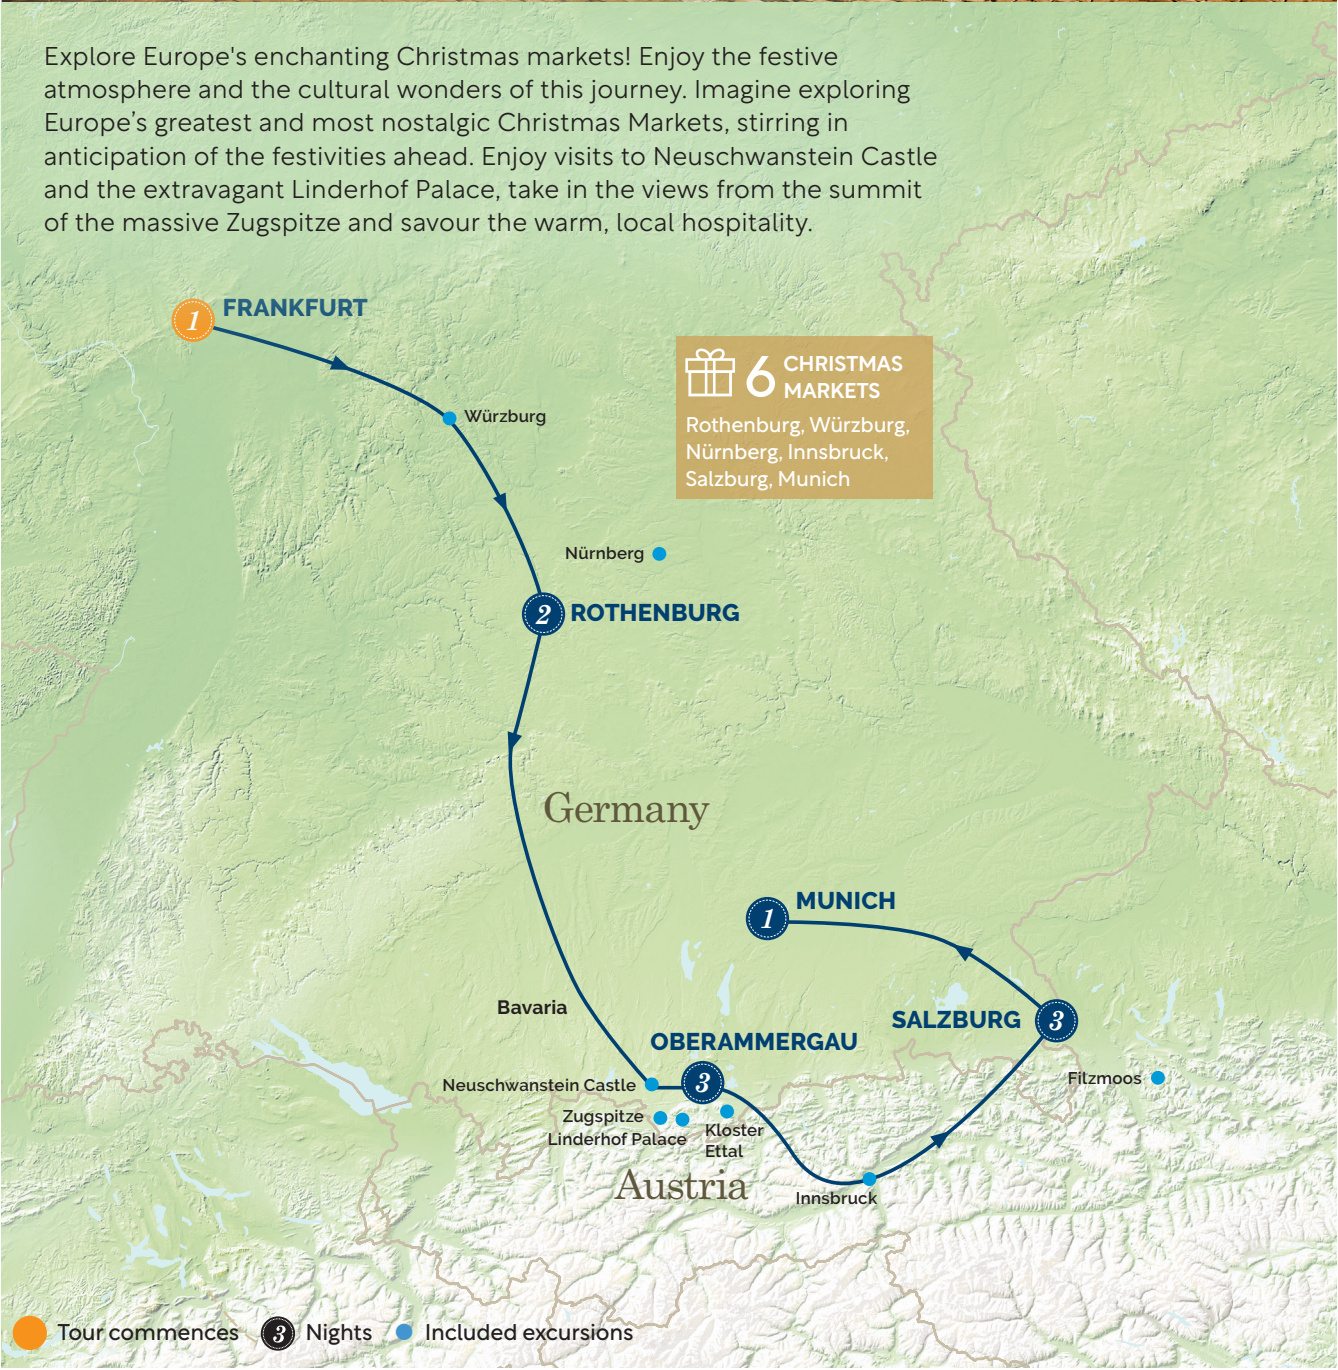 Explore Europe's enchanting Christmas markets! Enjoy the festive
atmosphere and the cultural wonders of this journey. Imagine exploring
Europe’s greatest and most nostalgic Christmas Markets, stirring in
anticipation of the festivities ahead. Enjoy visits to Neuschwanstein Castle
and the extravagant Linderhof Palace, take in the views from the summit
of the massive Zugspitze and savour the warm, local hospitality.
1 FRANKFURT
6 CHRISTMAS
MARKETS
Rothenburg, Würzburg,
Nürnberg, Innsbruck,
Salzburg, Munich
Würzburg
Nürnberg
2 ROTHENBURG
Germany
1 MUNICH
Bavaria
SALZBURG 3
OBERAMMERGAU
3
Neuschwanstein Castle
Filzmoos
Zugspitze
Linderhof Palace
Kloster
Ettal
Austria
Innsbruck
Tour commences 3 Nights Included excursions